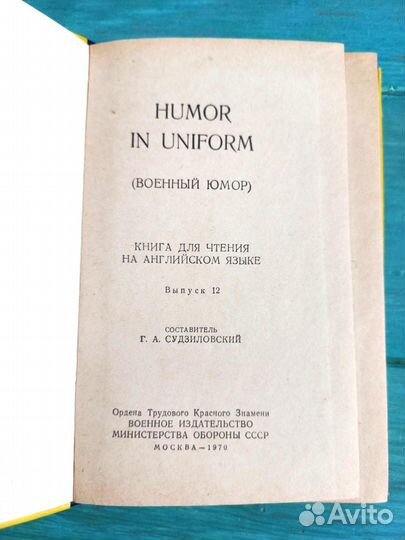 HUMOR
IN UNIFORM
(ВОЕННЫЙ ЮМОР)
КНИГА ДЛЯ ЧТЕНИЯ
НА АНГЛИЙСКОМ ЯЗЫКЕ
Выпуск 12
СОСТАВИТЕЛЬ
Г. А. СУДЗИЛОВСКИЙ
Ордена Трудового Красного Знамени
ВОЕННОЕ ИЗДАТЕЛЬСТВО
МИНИСТЕРСТВА ОБОРОНЫ СССР
МОСКВА—1970
Avito